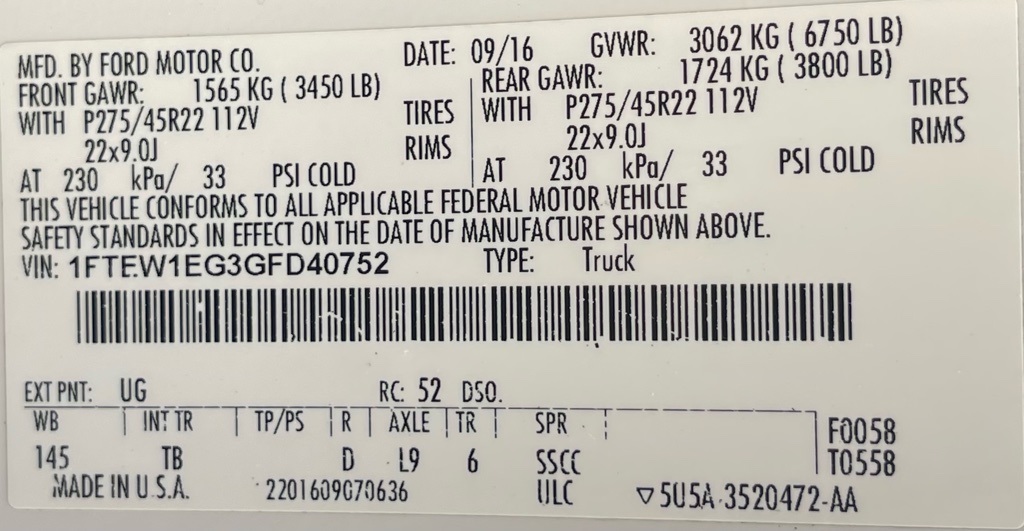 MFD. BY FORD MOTOR CO. DATE: 09/16 GVWR: 3062 KG ( 6750 LB)
FRONT GAWR: 1565 KG ( 3450 LB) REAR GAWR: 1724 KG ( 3800 LB)
WITH P275/45R22 112V TIRES WITH P275/45R22 112V TIRES
22x9.0J RIMS 22x9.0J RIMS
AT 230 kPa/ 33 PSI COLD AT 230 kPa/ 33 PSI COLD
THIS VEHICLE CONFORMS TO ALL APPLICABLE FEDERAL MOTOR VEHICLE
SAFETY STANDARDS IN EFFECT ON THE DATE OF MANUFACTURE SHOWN ABOVE.
VIN: 1FTEW1EG3GFD40752 TYPE: Truck
EXT PNT: UG RC: 52 DSO.
WB INT TR TP/PS R AXLE TR SPR F0058
145 TB D L9 6 SSCC T0558
MADE IN U.S.A. 2201609070636 ULC ▽5U5A-3520472-AA